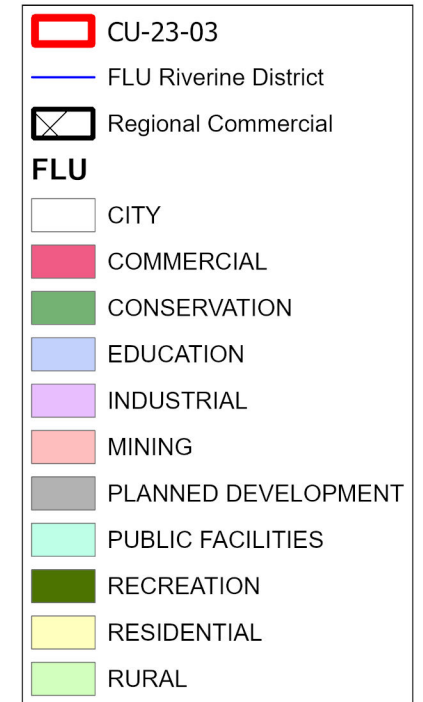 CU-23-03
FLU Riverine District
Regional Commercial
FLU
CITY
COMMERCIAL
CONSERVATION
EDUCATION
INDUSTRIAL
MINING
PLANNED DEVELOPMENT
PUBLIC FACILITIES
RECREATION
RESIDENTIAL
RURAL